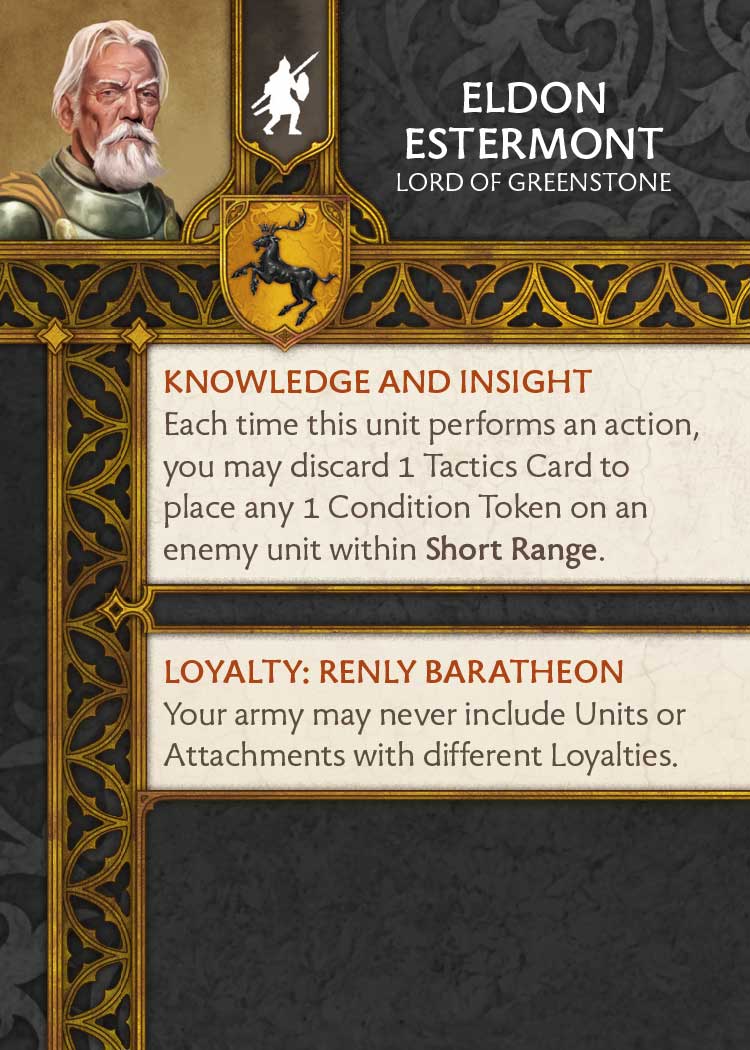 ELDON
ESTERMONT
LORD OF GREENSTONE
KNOWLEDGE AND INSIGHT
Each time this unit performs an action,
you may discard 1 Tactics Card to
place any 1 Condition Token on an
enemy unit within Short Range.
LOYALTY: RENLY BARATHEON
Your army may never include Units or
Attachments with different Loyalties.